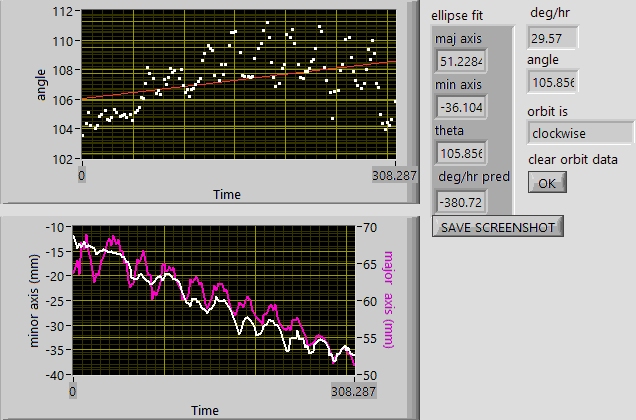 112
110
108
106
104
102
angle
0
308.287
Time
-10
-15
-20
-25
-30
-35
-40
minor axis (mm)
70
65
60
55
50
major axis (mm)
0
308.287
Time
ellipse fit
maj axis
51.2284
min axis
-36.104
theta
105.856
deg/hr pred
-380.72
SAVE SCREENSHOT
deg/hr
29.57
angle
105.856
orbit is
clockwise
clear orbit data
OK